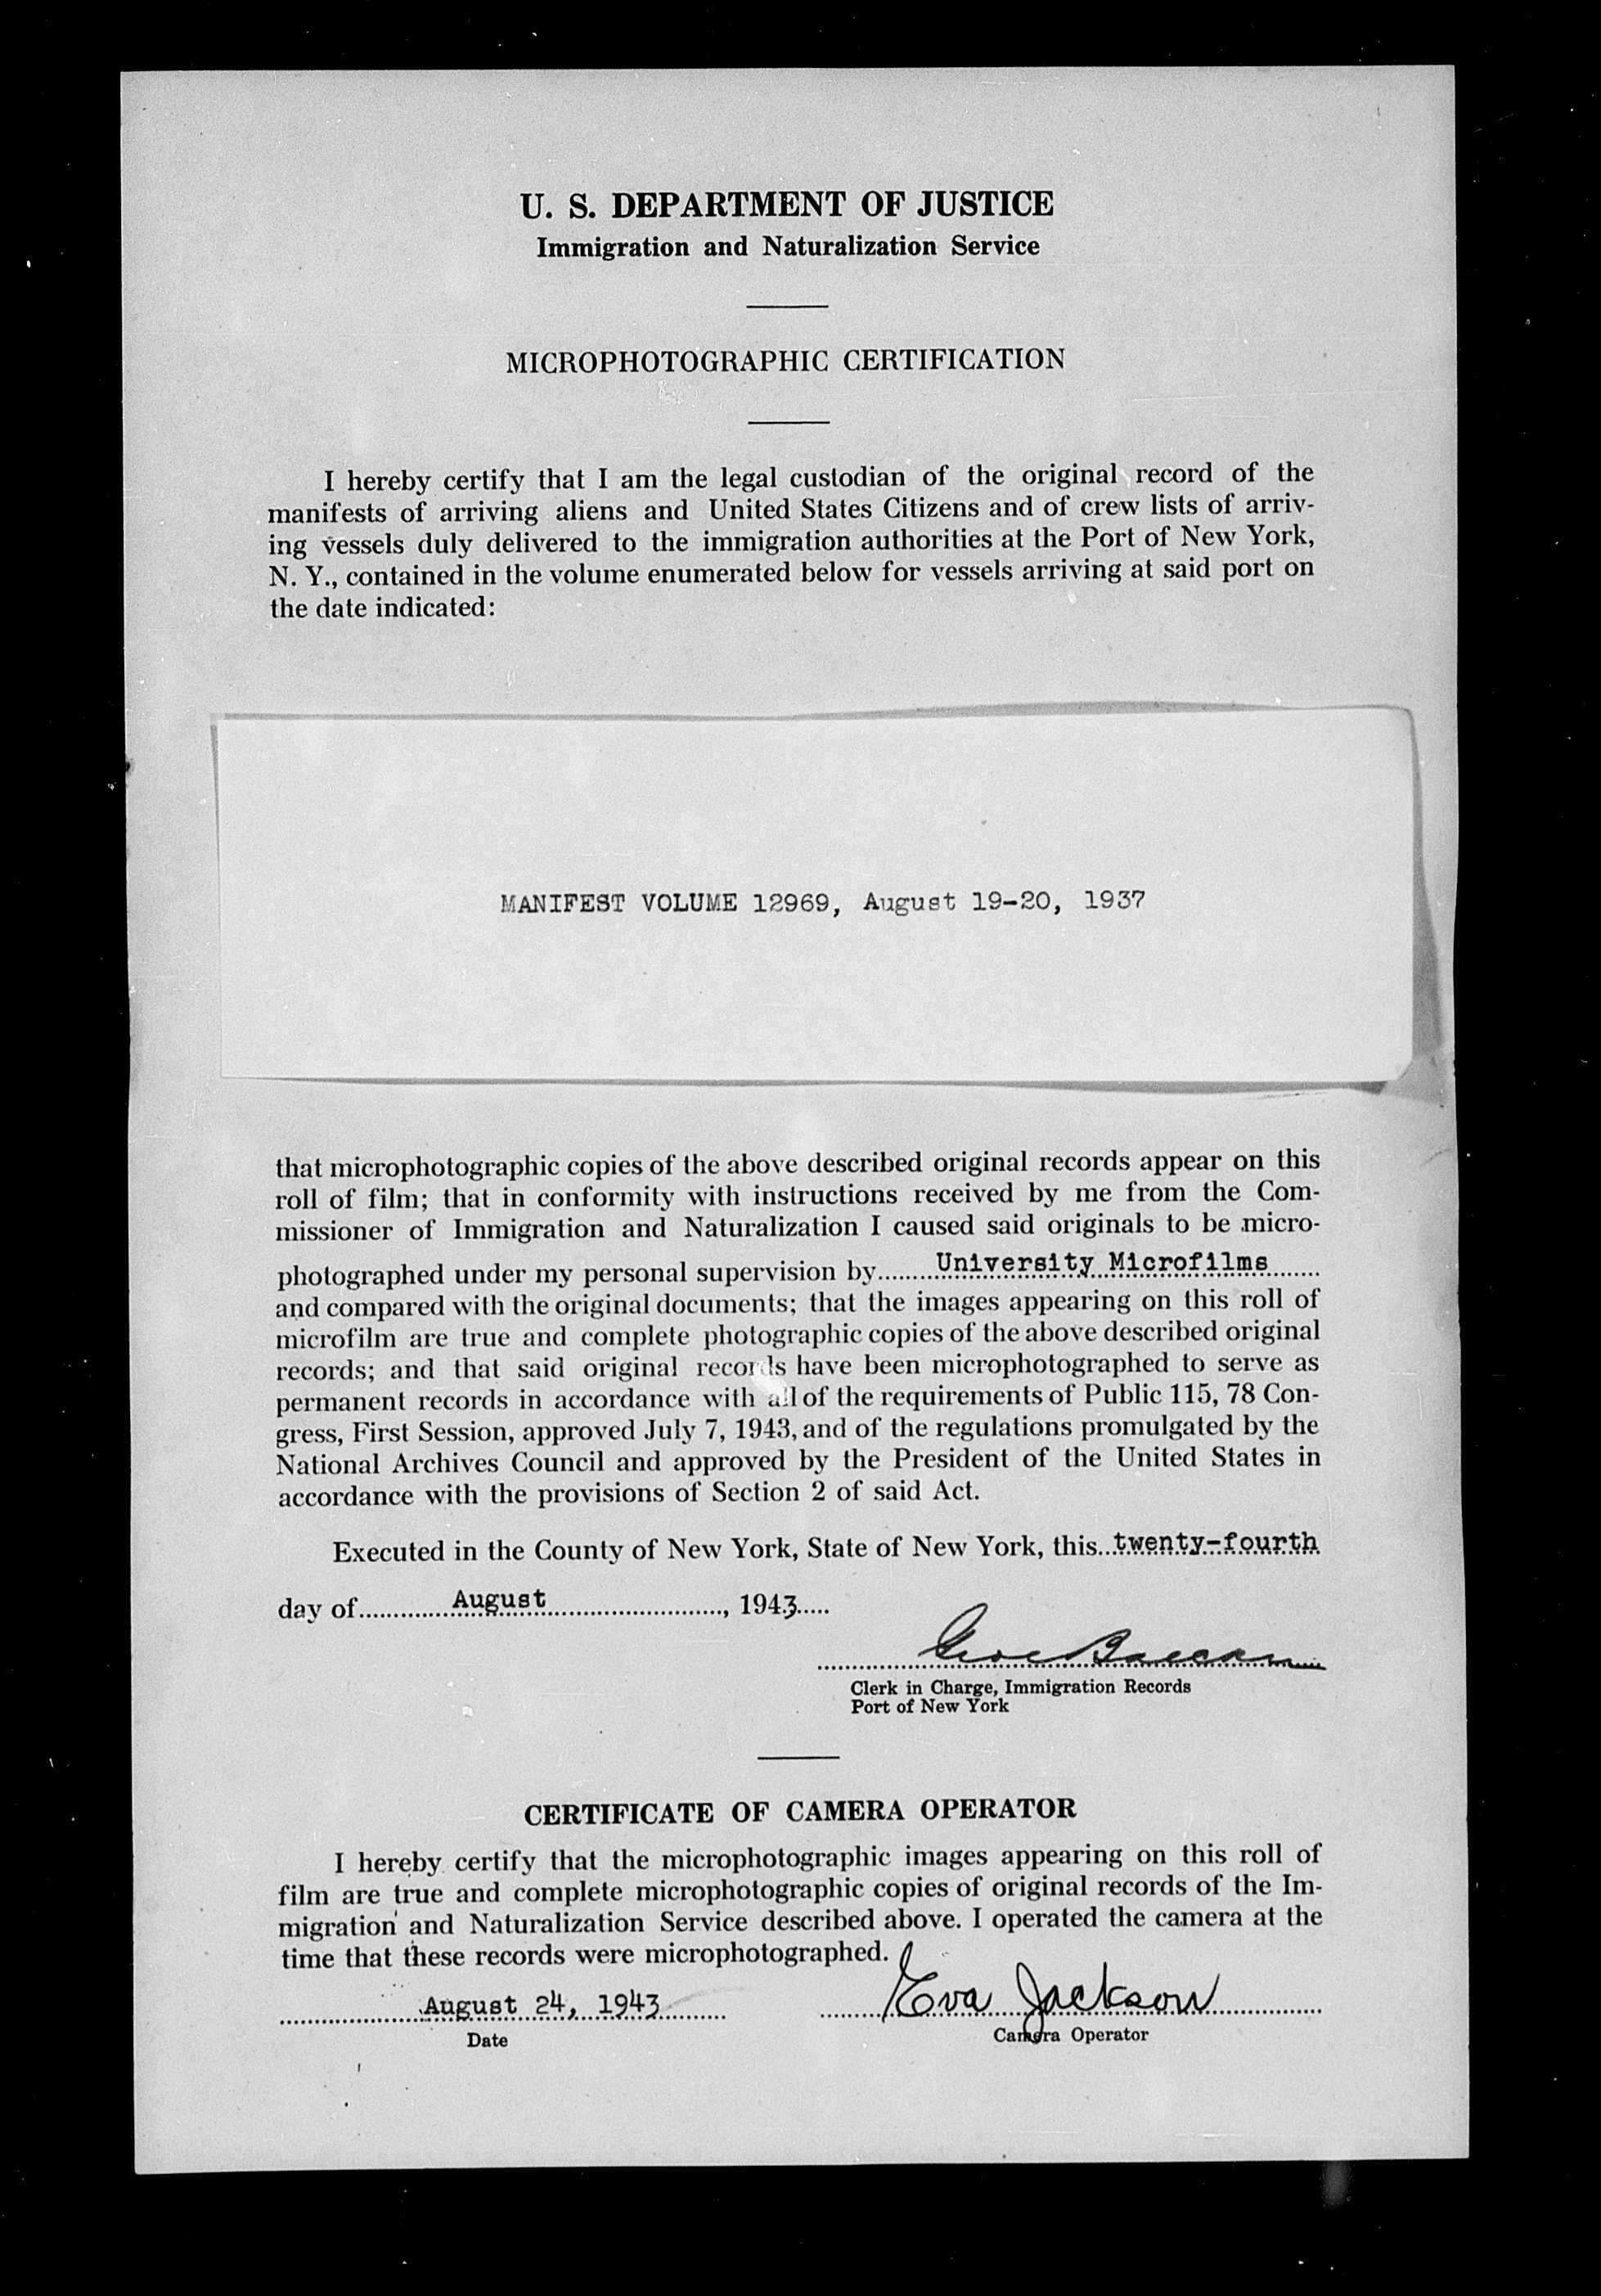 U. S. DEPARTMENT OF JUSTICE
Immigration and Naturalization Service
MICROPHOTOGRAPHIC CERTIFICATION
I hereby certify that I am the legal custodian of the original record of the
manifests of arriving aliens and United States Citizens and of crew lists of arriv-
ing vessels duly delivered to the immigration authorities at the Port of New York,
N. Y., contained in the volume enumerated below for vessels arriving at said port on
the date indicated:
MANIFEST VOLUME 12969, August 19-20, 1937
that microphotographic copies of the above described original records appear on this
roll of film; that in conformity with instructions received by me from the Com-
missioner of Immigration and Naturalization I caused said originals to be micro-
photographed under my personal supervision by University Microfilms
and compared with the original documents; that the images appearing on this roll of
microfilm are true and complete photographic copies of the above described original
records; and that said original records have been microphotographed to serve as
permanent records in accordance with all of the requirements of Public 115, 78 Con-
gress, First Session, approved July 7, 1943, and of the regulations promulgated by the
National Archives Council and approved by the President of the United States in
accordance with the provisions of Section 2 of said Act.
Executed in the County of New York, State of New York, this twenty-fourth
day of August, 1943
Clerk in Charge, Immigration Records
Port of New York
CERTIFICATE OF CAMERA OPERATOR
I hereby certify that the microphotographic images appearing on this roll of
film are true and complete microphotographic copies of original records of the Im-
migration and Naturalization Service described above. I operated the camera at the
time that these records were microphotographed.
August 24, 1943 Eva Jackson
Date Camera Operator